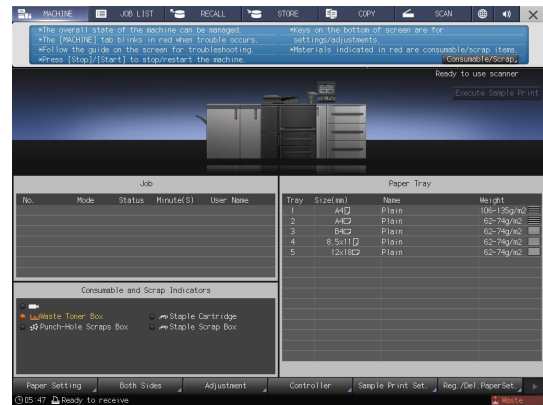 MACHINE JOB LIST RECALL STORE COPY SCAN
*The overall state of the machine can be managed.
*The [MACHINE] tab blinks in red when trouble occurs.
*Follow the guide on the screen for troubleshooting.
*Press [Stop]/[Start] to stop/restart the machine.
*Keys on the bottom of screen are for
settings/adjustments.
*Materials indicated in red are consumable/scrap items.
Consumable/Scrap
Ready to use scanner
Execute Sample Print
Job
No. Mode Status Minute(S) User Name
Paper Tray
Tray Size(mm) Name Weight
1 A4 Plain 106-135g/m2
2 A4 Plain 62-74g/m2
3 B4 Plain 62-74g/m2
4 8.5x11 Plain 62-74g/m2
5 12x18 Plain 62-74g/m2
Consumable and Scrap Indicators
Waste Toner Box Staple Cartridge
Punch-Hole Scraps Box Staple Scrap Box
Paper Setting Both Sides Adjustment Controller Sample Print Set. Reg./Del.PaperSet.
05:47 Ready to receive Waste